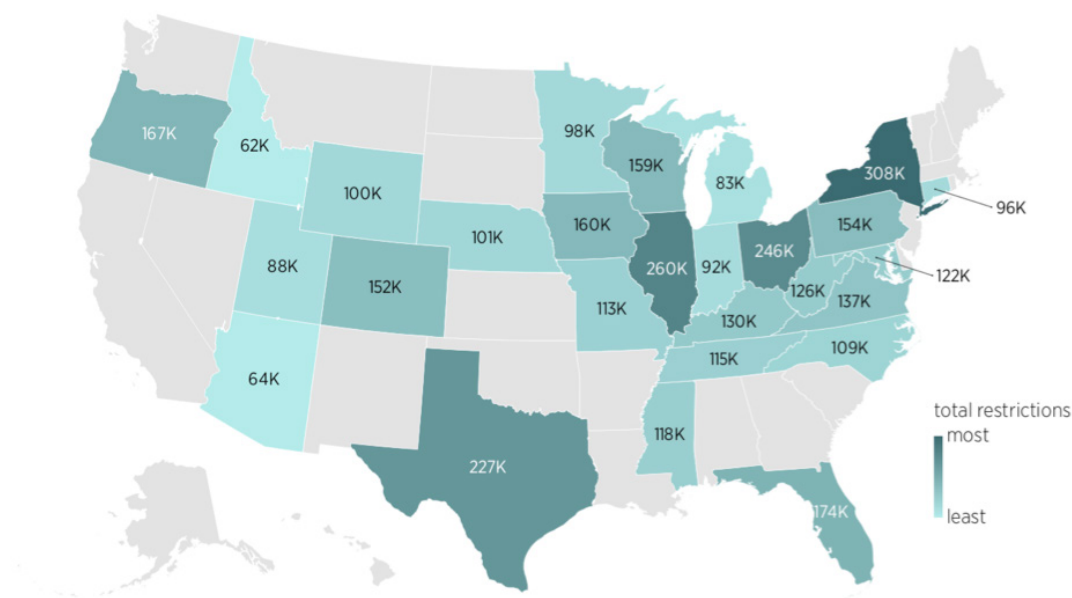 98K
167K
62K
159K
308K
83K
100K
96K
160K
154K
101K
246K
260K
92K
88K
122K
152K
126K
137K
113K
130K
109K
115K
64K
total restrictions
most
118K
227K
174K
least